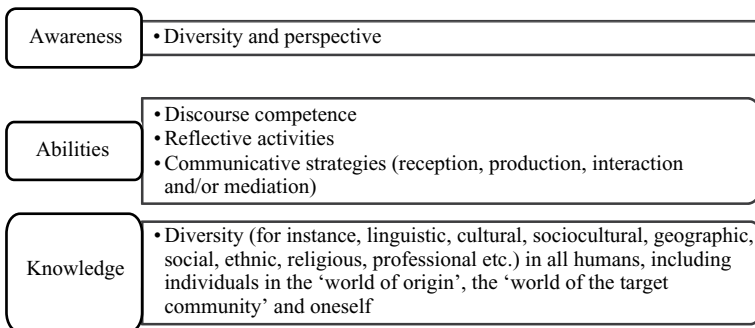 Awareness
• Diversity and perspective
Abilities
• Discourse competence
• Reflective activities
• Communicative strategies (reception, production, interaction
and/or mediation)
Knowledge
• Diversity (for instance, linguistic, cultural, sociocultural, geographic,
social, ethnic, religious, professional etc.) in all humans, including
individuals in the ‘world of origin’, the ‘world of the target
community’ and oneself